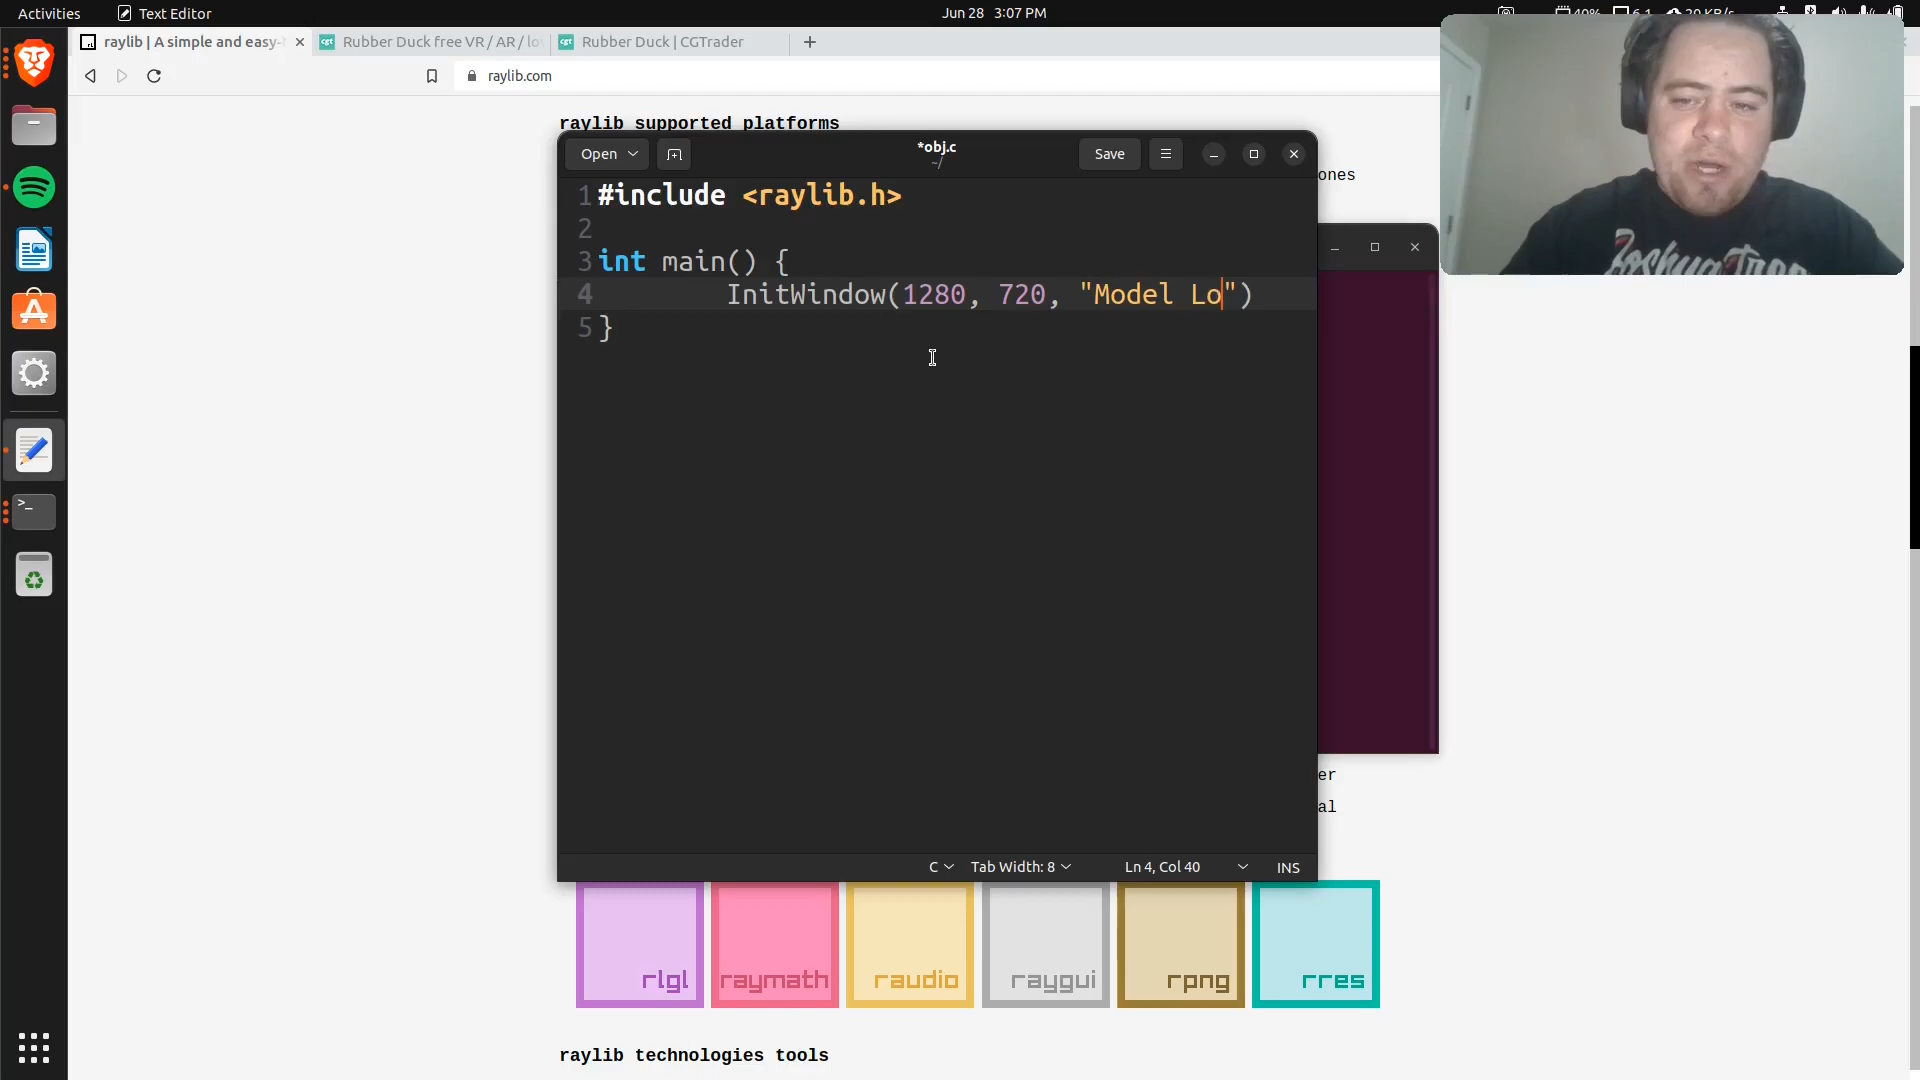 Activities
Text Editor
Jun 28 3:07 PM
raylib | A simple and easy-
Rubber Duck free VR / AR / lo
Rubber Duck | CGTrader
raylib.com
raylib supported platforms
ones
Open
*obj.c
~/
Save
1 #include <raylib.h>
2
3 int main() {
4 InitWindow(1280, 720, "Model Lo")
5 }
er
al
C
Tab Width: 8
Ln 4, Col 40
INS
rlgl
raymath
raudio
raygui
rpng
rres
raylib technologies tools